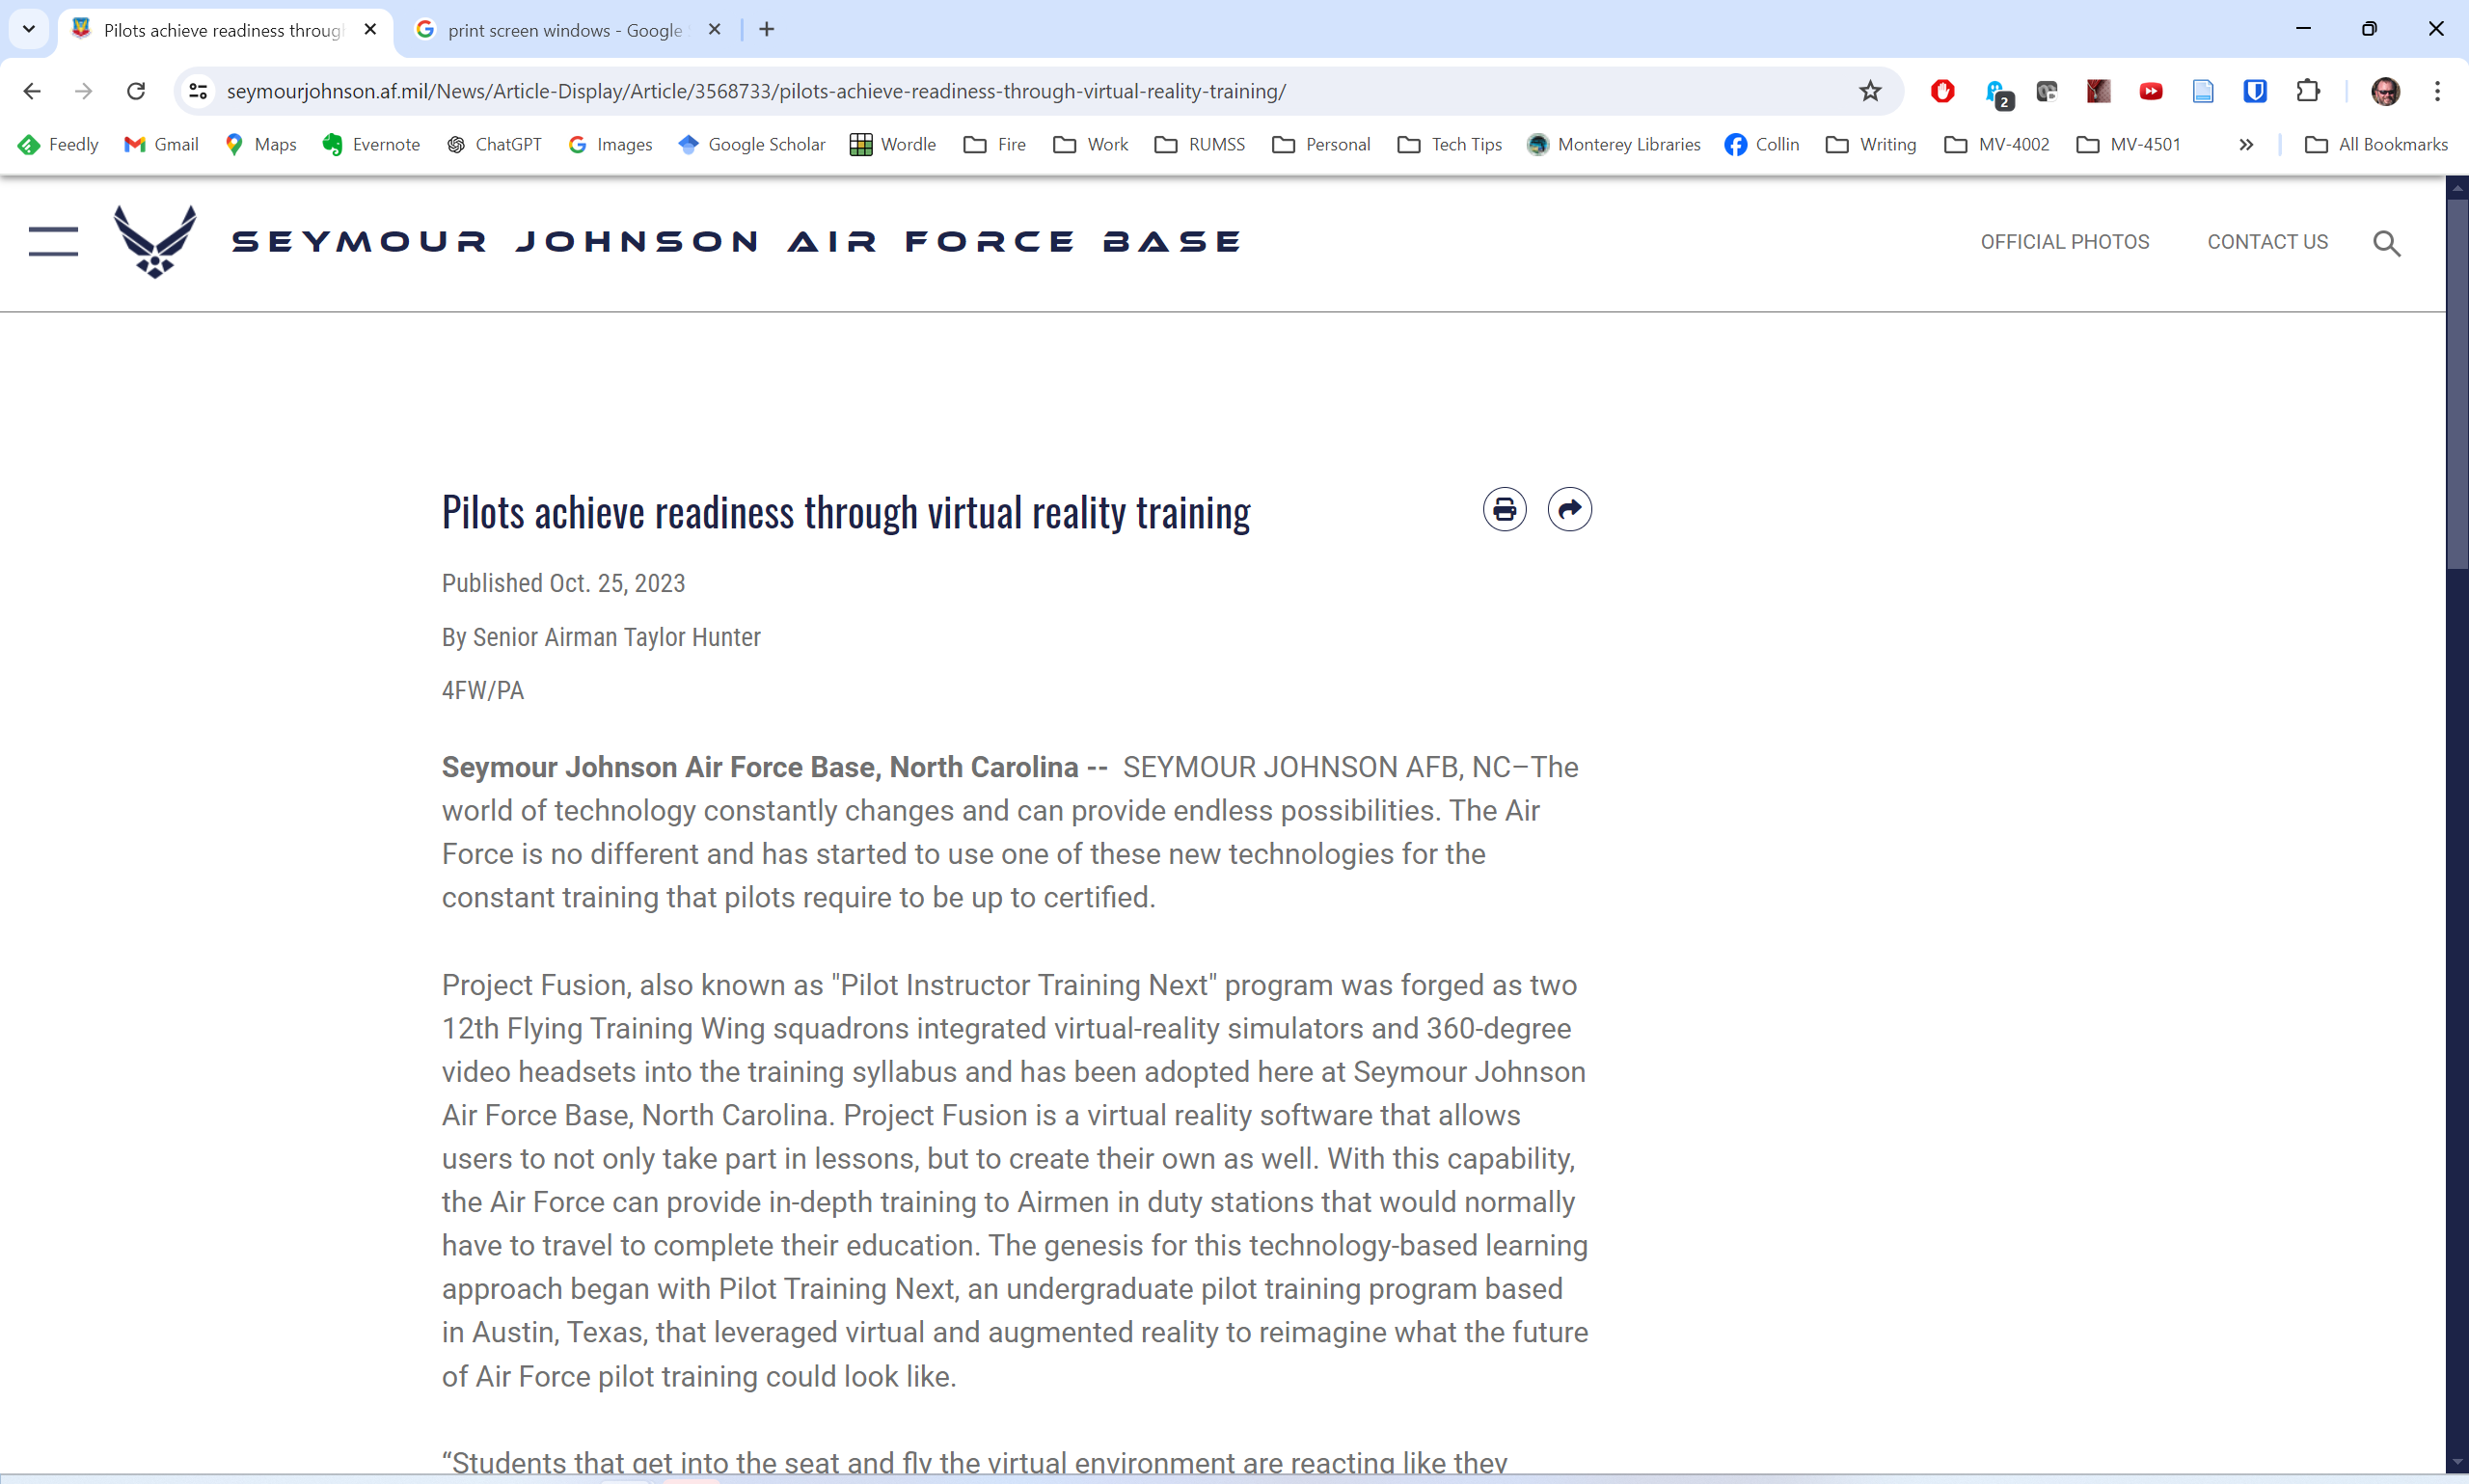 Pilots achieve readiness throug
print screen windows - Google
seymourjohnson.af.mil/News/Article-Display/Article/3568733/pilots-achieve-readiness-through-virtual-reality-training/
2
Feedly
Gmail
Maps
Evernote
ChatGPT
Images
Google Scholar
Wordle
Fire
Work
RUMSS
Personal
Tech Tips
Monterey Libraries
Collin
Writing
MV-4002
MV-4501
All Bookmarks
SEYMOUR JOHNSON AIR FORCE BASE
OFFICIAL PHOTOS
CONTACT US
Pilots achieve readiness through virtual reality training
Published Oct. 25, 2023
By Senior Airman Taylor Hunter
4FW/PA
Seymour Johnson Air Force Base, North Carolina -- SEYMOUR JOHNSON AFB, NC–The
world of technology constantly changes and can provide endless possibilities. The Air
Force is no different and has started to use one of these new technologies for the
constant training that pilots require to be up to certified.
Project Fusion, also known as "Pilot Instructor Training Next" program was forged as two
12th Flying Training Wing squadrons integrated virtual-reality simulators and 360-degree
video headsets into the training syllabus and has been adopted here at Seymour Johnson
Air Force Base, North Carolina. Project Fusion is a virtual reality software that allows
users to not only take part in lessons, but to create their own as well. With this capability,
the Air Force can provide in-depth training to Airmen in duty stations that would normally
have to travel to complete their education. The genesis for this technology-based learning
approach began with Pilot Training Next, an undergraduate pilot training program based
in Austin, Texas, that leveraged virtual and augmented reality to reimagine what the future
of Air Force pilot training could look like.
“Students that get into the seat and fly the virtual environment are reacting like they